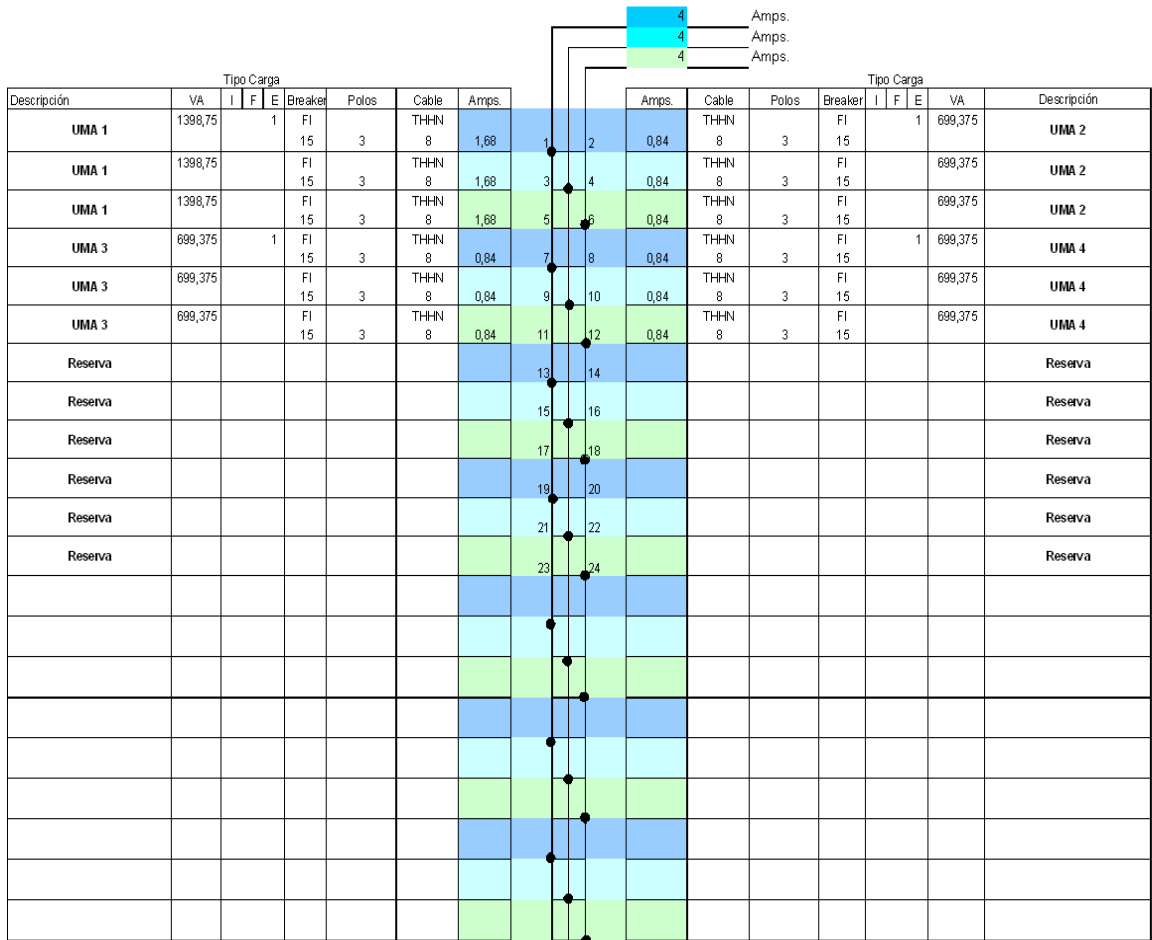 4 Amps.
4 Amps.
4 Amps.
Tipo Carga Tipo Carga
Descripción VA I F E Breaker Polos Cable Amps. Amps. Cable Polos Breaker I F E VA Descripción
UMA 1 1398,75 1 FI 15 3 THHN 8 1,68 1 2 0,84 THHN 8 3 FI 15 1 699,375 UMA 2
UMA 1 1398,75 FI 15 3 THHN 8 1,68 3 4 0,84 THHN 8 3 FI 15 699,375 UMA 2
UMA 1 1398,75 FI 15 3 THHN 8 1,68 5 6 0,84 THHN 8 3 FI 15 699,375 UMA 2
UMA 3 699,375 1 FI 15 3 THHN 8 0,84 7 8 0,84 THHN 8 3 FI 15 1 699,375 UMA 4
UMA 3 699,375 FI 15 3 THHN 8 0,84 9 10 0,84 THHN 8 3 FI 15 699,375 UMA 4
UMA 3 699,375 FI 15 3 THHN 8 0,84 11 12 0,84 THHN 8 3 FI 15 699,375 UMA 4
Reserva 13 14 Reserva
Reserva 15 16 Reserva
Reserva 17 18 Reserva
Reserva 19 20 Reserva
Reserva 21 22 Reserva
Reserva 23 24 Reserva